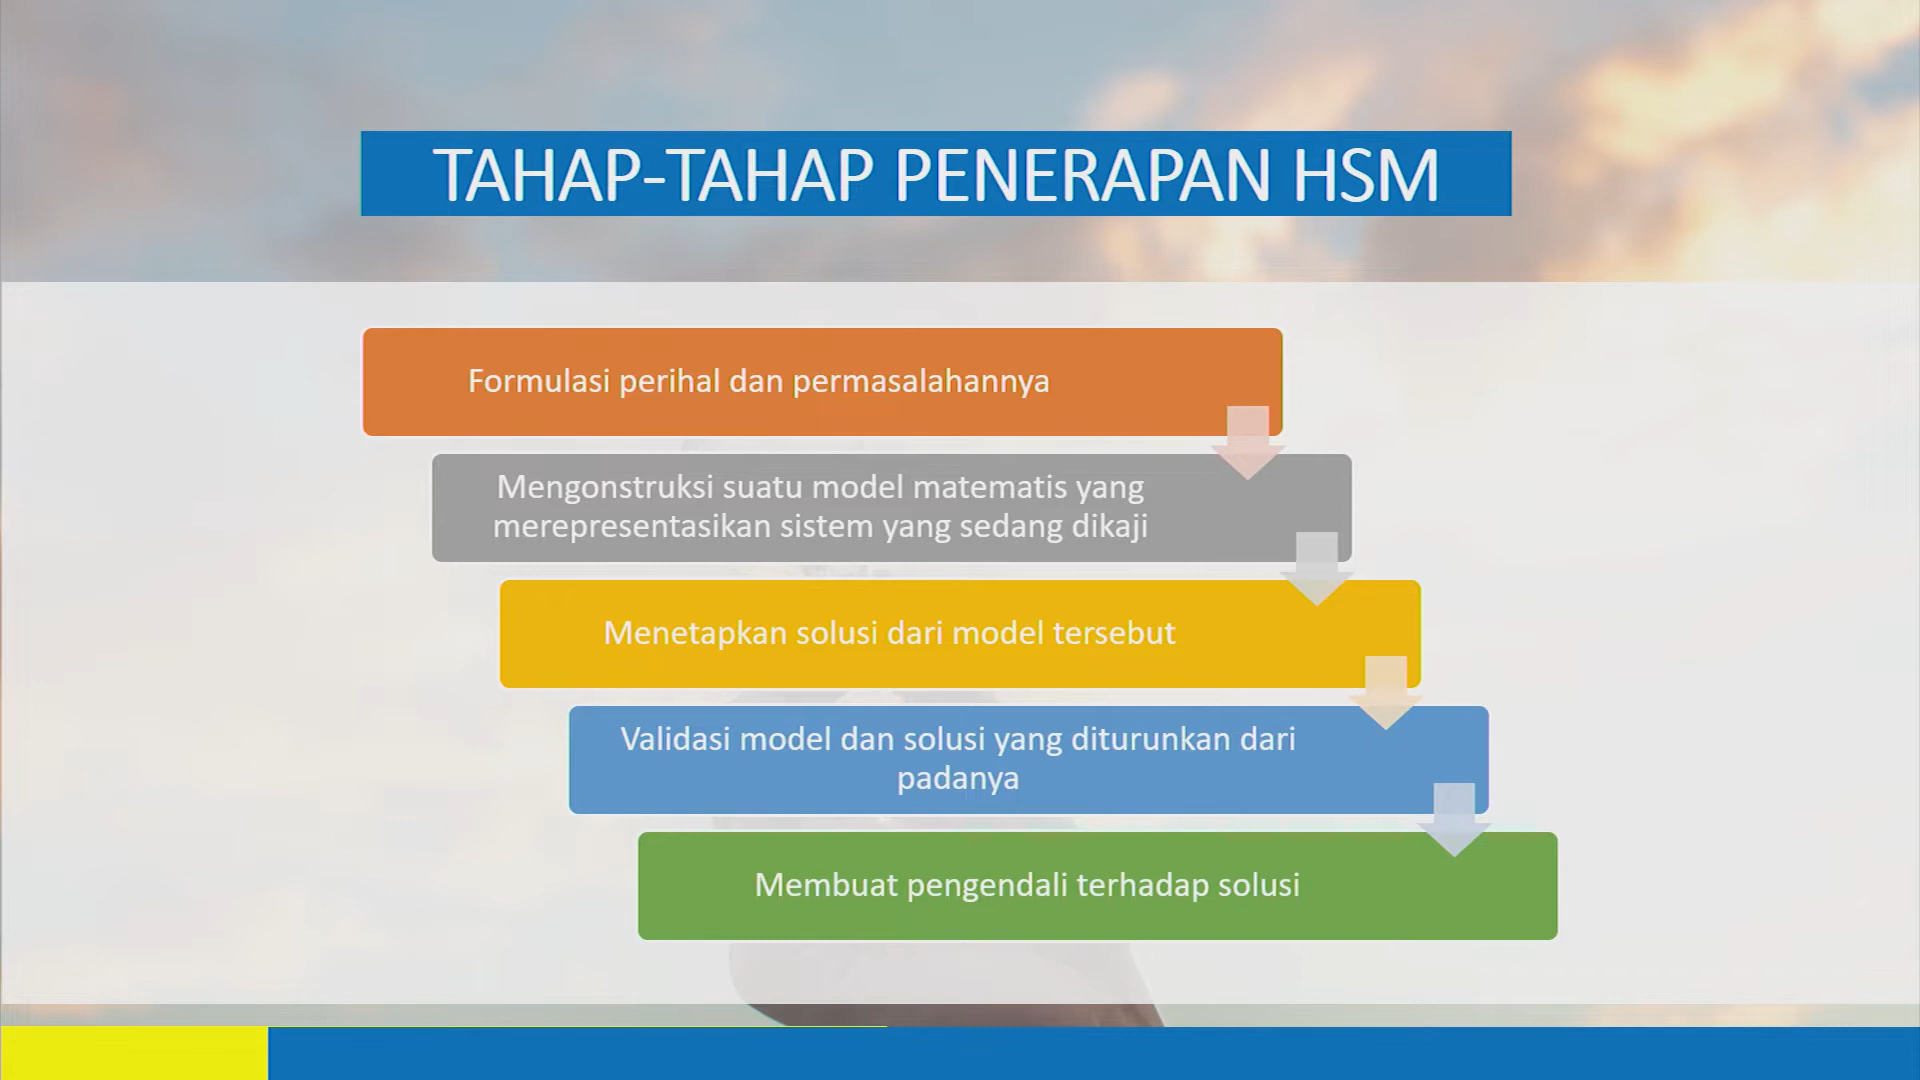 TAHAP-TAHAP PENERAPAN HSM
Formulasi perihal dan permasalahannya
Mengonstruksi suatu model matematis yang
merepresentasikan sistem yang sedang dikaji
Menetapkan solusi dari model tersebut
Validasi model dan solusi yang diturunkan dari
padanya
Membuat pengendali terhadap solusi